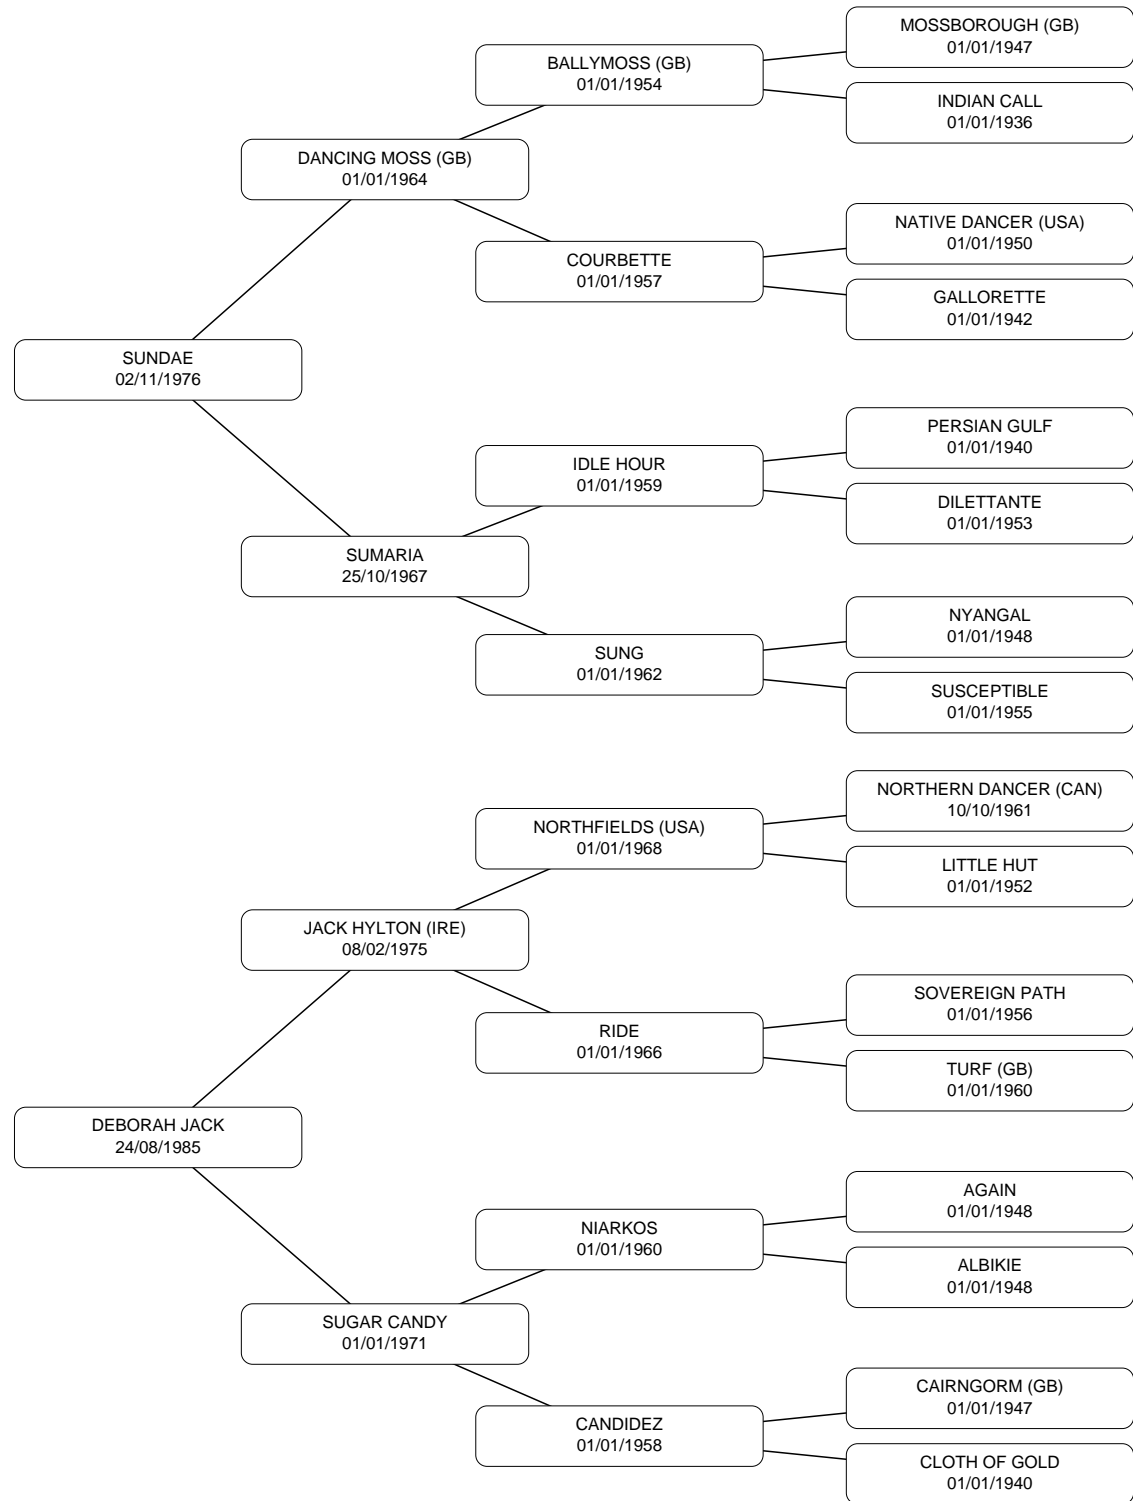 MOSSBOROUGH (GB)
01/01/1947
BALLYMOSS (GB)
01/01/1954
INDIAN CALL
01/01/1936
DANCING MOSS (GB)
01/01/1964
NATIVE DANCER (USA)
01/01/1950
COURBETTE
01/01/1957
GALLORETTE
01/01/1942
SUNDAE
02/11/1976
PERSIAN GULF
01/01/1940
IDLE HOUR
01/01/1959
DILETTANTE
01/01/1953
SUMARIA
25/10/1967
NYANGAL
01/01/1948
SUNG
01/01/1962
SUSCEPTIBLE
01/01/1955
NORTHERN DANCER (CAN)
10/10/1961
NORTHFIELDS (USA)
01/01/1968
LITTLE HUT
01/01/1952
JACK HYLTON (IRE)
08/02/1975
SOVEREIGN PATH
01/01/1956
RIDE
01/01/1966
TURF (GB)
01/01/1960
DEBORAH JACK
24/08/1985
AGAIN
01/01/1948
NIARKOS
01/01/1960
ALBIKIE
01/01/1948
SUGAR CANDY
01/01/1971
CAIRNGORM (GB)
01/01/1947
CANDIDEZ
01/01/1958
CLOTH OF GOLD
01/01/1940